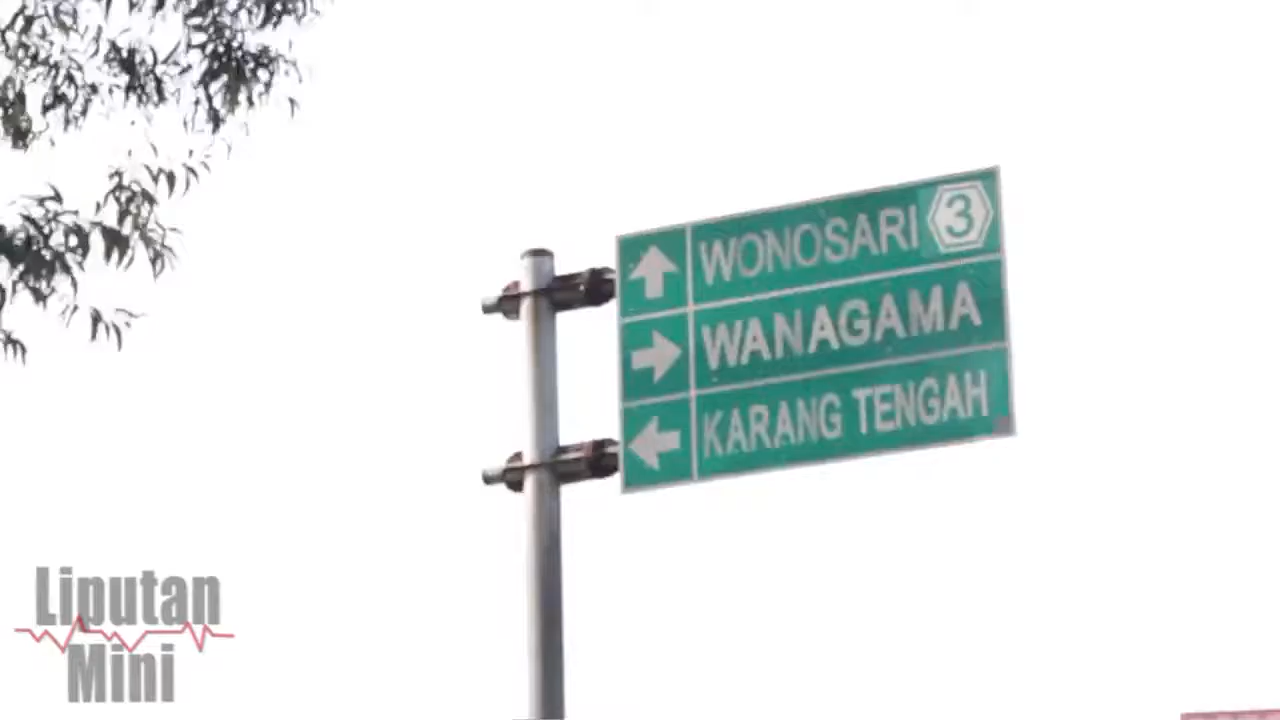 WONOSARI 3
WANAGAMA
KARANG TENGAH
Liputan
Mini